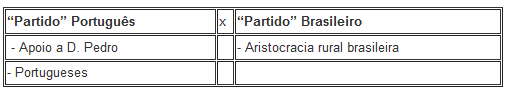 “Partido” Português x “Partido” Brasileiro
- Apoio a D. Pedro - Aristocracia rural brasileira
- Portugueses